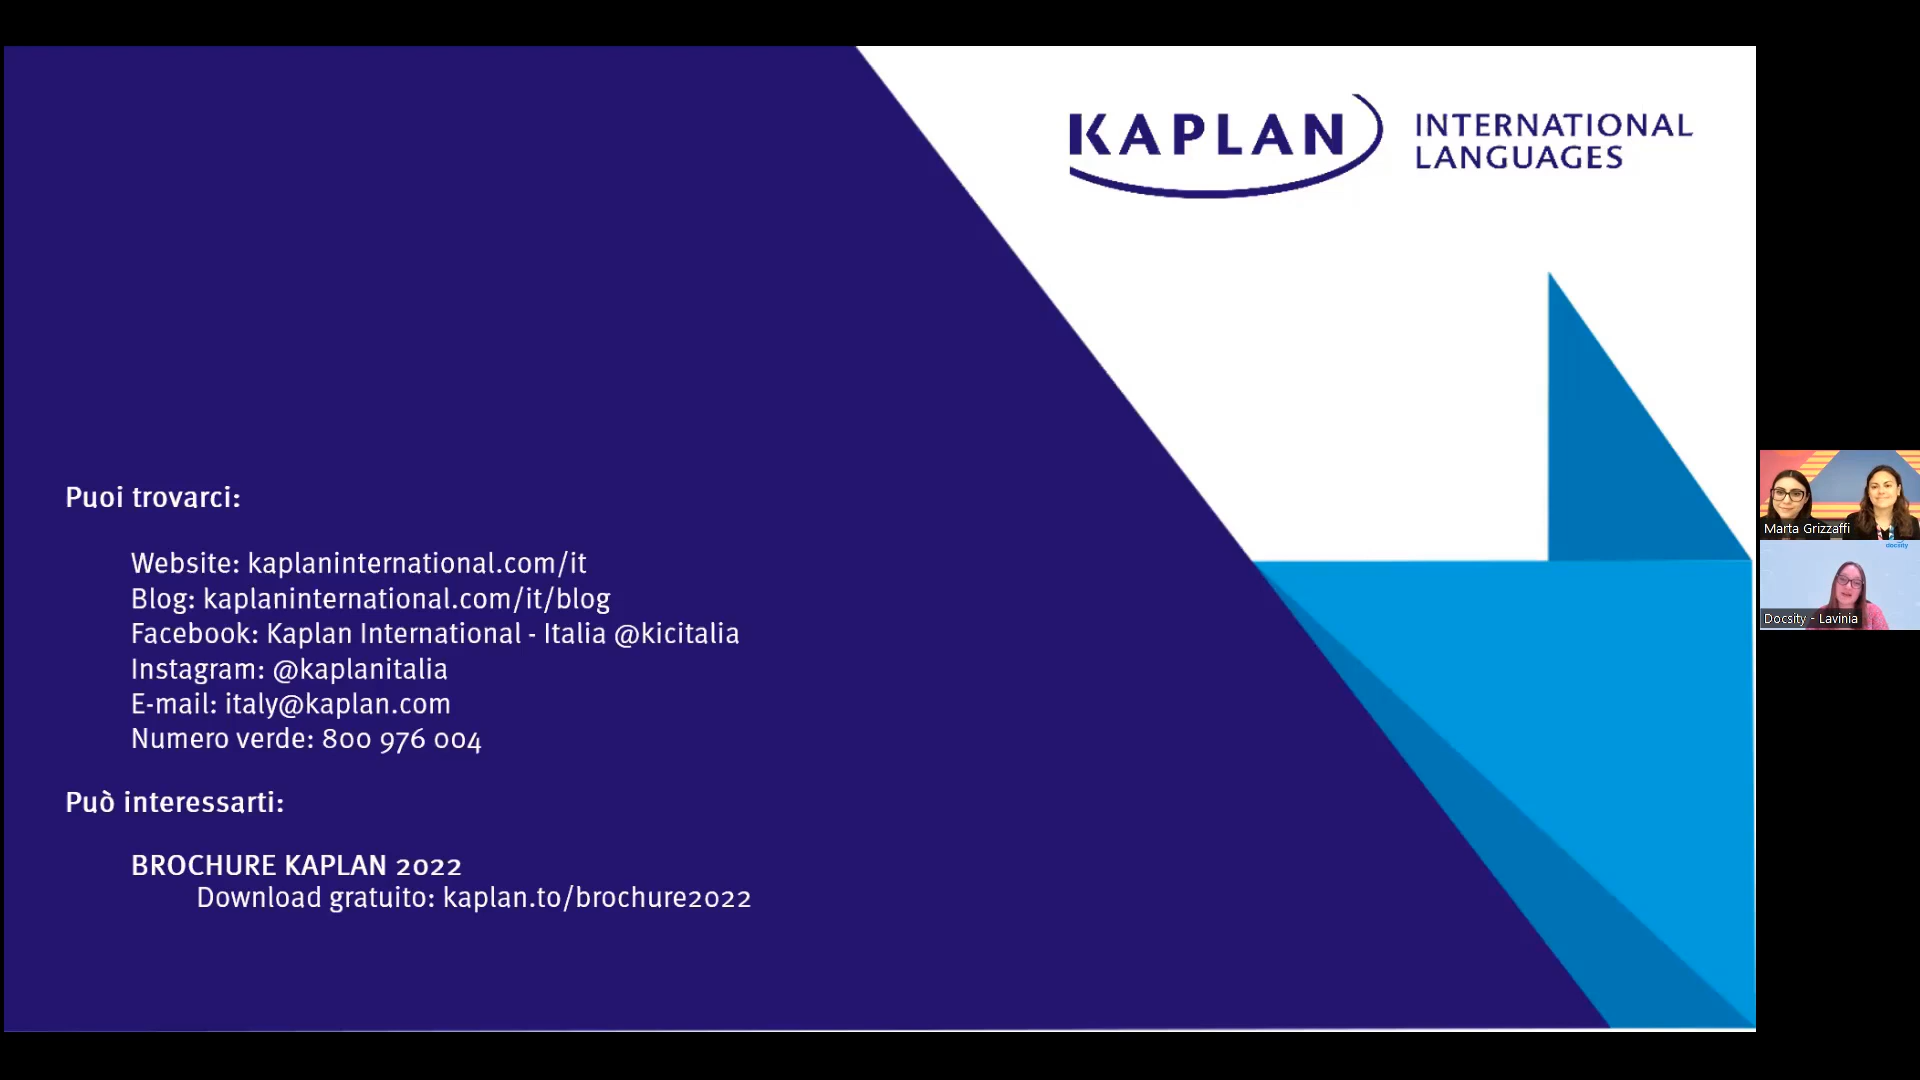 KAPLAN
INTERNATIONAL
LANGUAGES
Puoi trovarci:
Website: kaplaninternational.com/it
Blog: kaplaninternational.com/it/blog
Facebook: Kaplan International - Italia @kicitalia
Instagram: @kaplanitalia
E-mail: italy@kaplan.com
Numero verde: 800 976 004
Può interessarti:
BROCHURE KAPLAN 2022
Download gratuito: kaplan.to/brochure2022
Marta Grizzaffi
docsity
Docsity - Lavinia